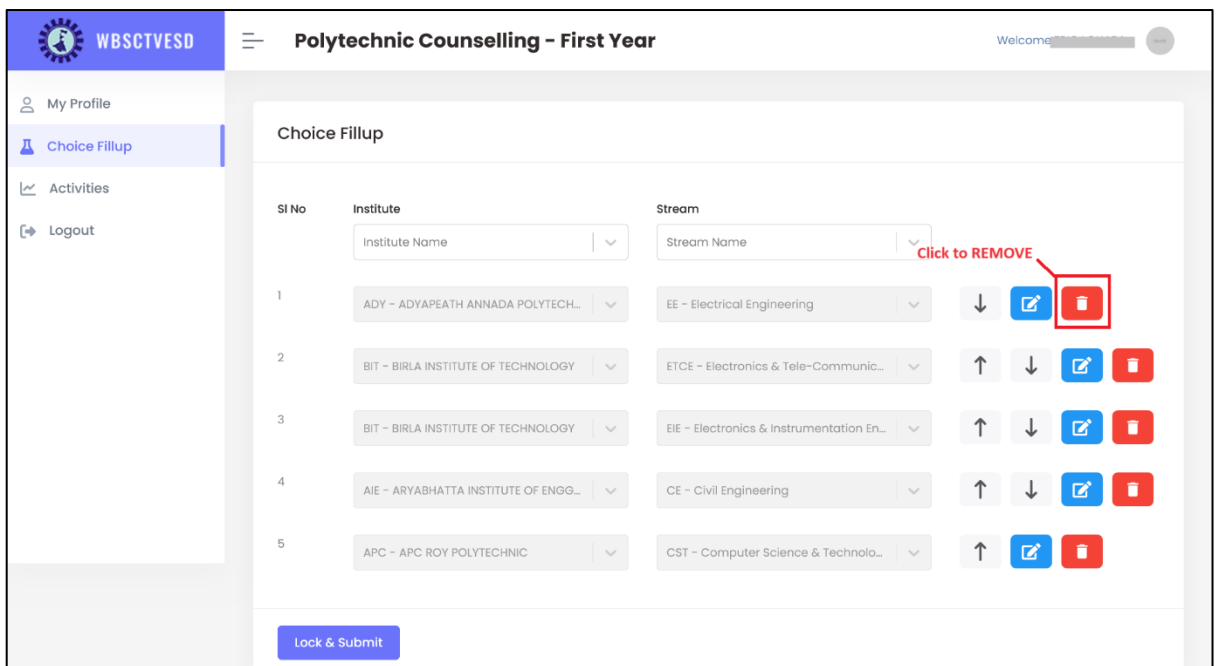 WBSCTVESD
Polytechnic Counselling - First Year
Welcome
My Profile
Choice Fillup
Activities
Logout
Choice Fillup
Sl No Institute Stream
Institute Name Stream Name
Click to REMOVE
1 ADY - ADYAPEATH ANNADA POLYTECH... EE - Electrical Engineering
2 BIT - BIRLA INSTITUTE OF TECHNOLOGY ETCE - Electronics & Tele-Communic...
3 BIT - BIRLA INSTITUTE OF TECHNOLOGY EIE - Electronics & Instrumentation En...
4 AIE - ARYABHATTA INSTITUTE OF ENGG... CE - Civil Engineering
5 APC - APC ROY POLYTECHNIC CST - Computer Science & Technolo...
Lock & Submit